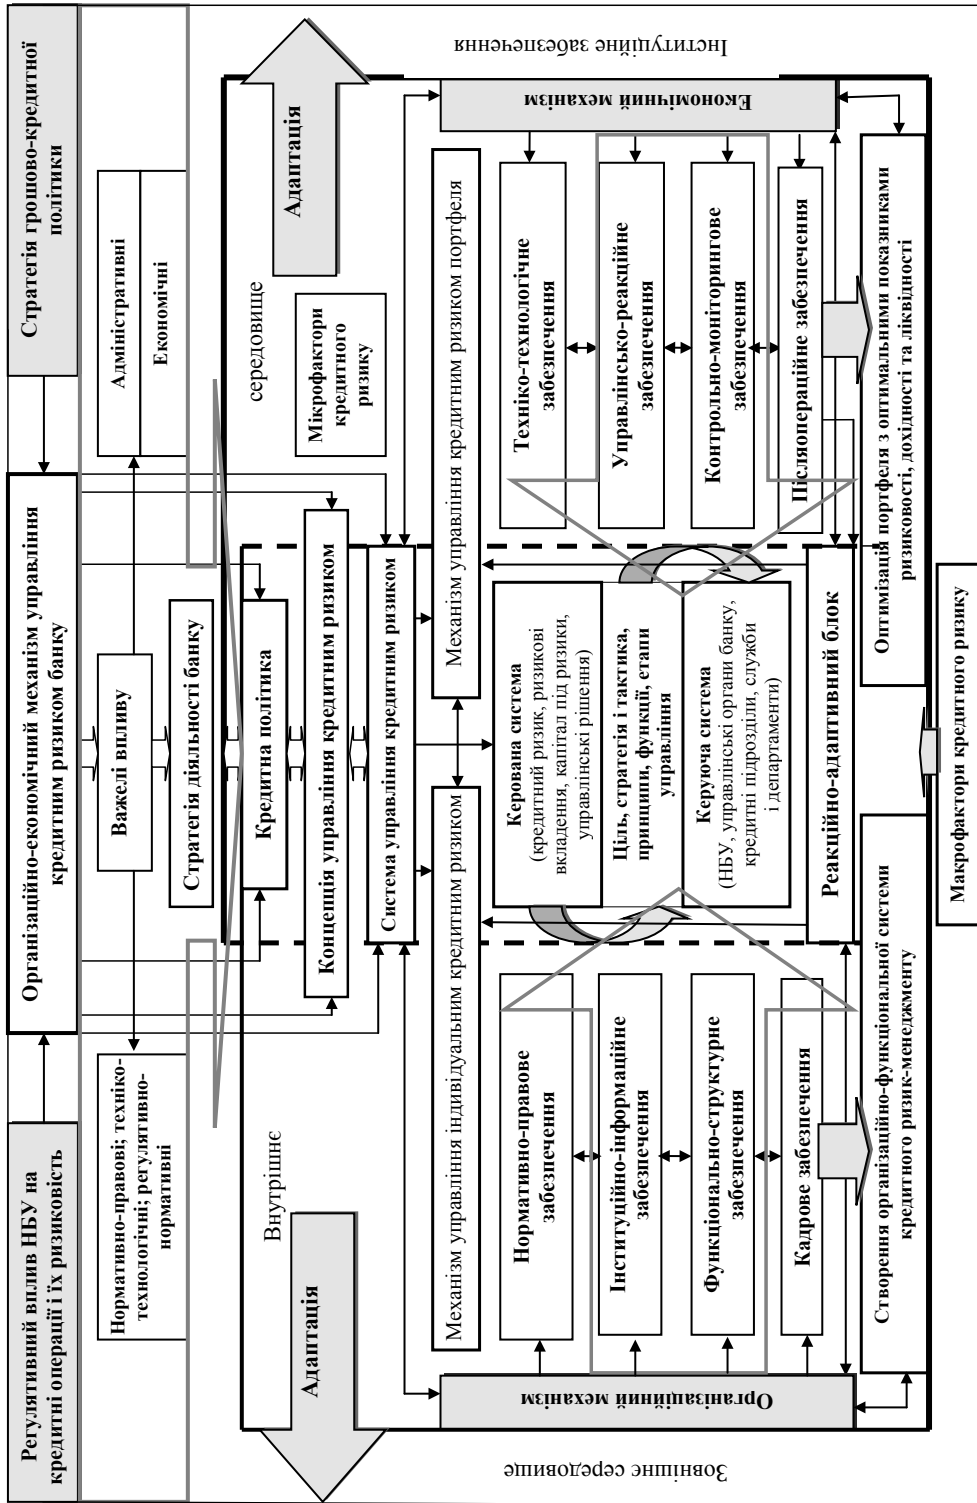 Регулятивний вплив НБУ на
кредитні операції і їх ризиковість
Організаційно-економічний механізм управління
кредитним ризиком банку
Стратегія грошово-кредитної
політики
Нормативно-правові; техніко-
технологічні; регулятивно-
нормативні
Важелі впливу
Адміністративні
Економічні
Стратегія діяльності банку
Внутрішнє
середовище
Кредитна політика
Адаптація
Концепція управління кредитним ризиком
Мікрофактори
кредитного
ризику
Адаптація
Система управління кредитним ризиком
Механізм управління індивідуальним кредитним ризиком
Механізм управління кредитним ризиком портфеля
Зовнішнє середовище
Організаційний механізм
Нормативно-правове
забезпечення
Інституційно-інформаційне
забезпечення
Функціонально-структурне
забезпечення
Кадрове забезпечення
Керована система
(кредитний ризик, ризикові
вкладення, капітал під ризики,
управлінські рішення)
Ціль, стратегія і тактика,
принципи, функції, етапи
управління
Керуюча система
(НБУ, управлінські органи банку,
кредитні підрозділи, служби
і департаменти)
Техніко-технологічне
забезпечення
Управлінсько-реакційне
забезпечення
Контрольно-моніторингове
забезпечення
Післяопераційне забезпечення
Економічний механізм
Інституційне забезпечення
Реакційно-адаптивний блок
Створення організаційно-функціональної системи
кредитного ризик-менеджменту
Оптимізація портфеля з оптимальними показниками
ризиковості, дохідності та ліквідності
Макрофактори кредитного ризику